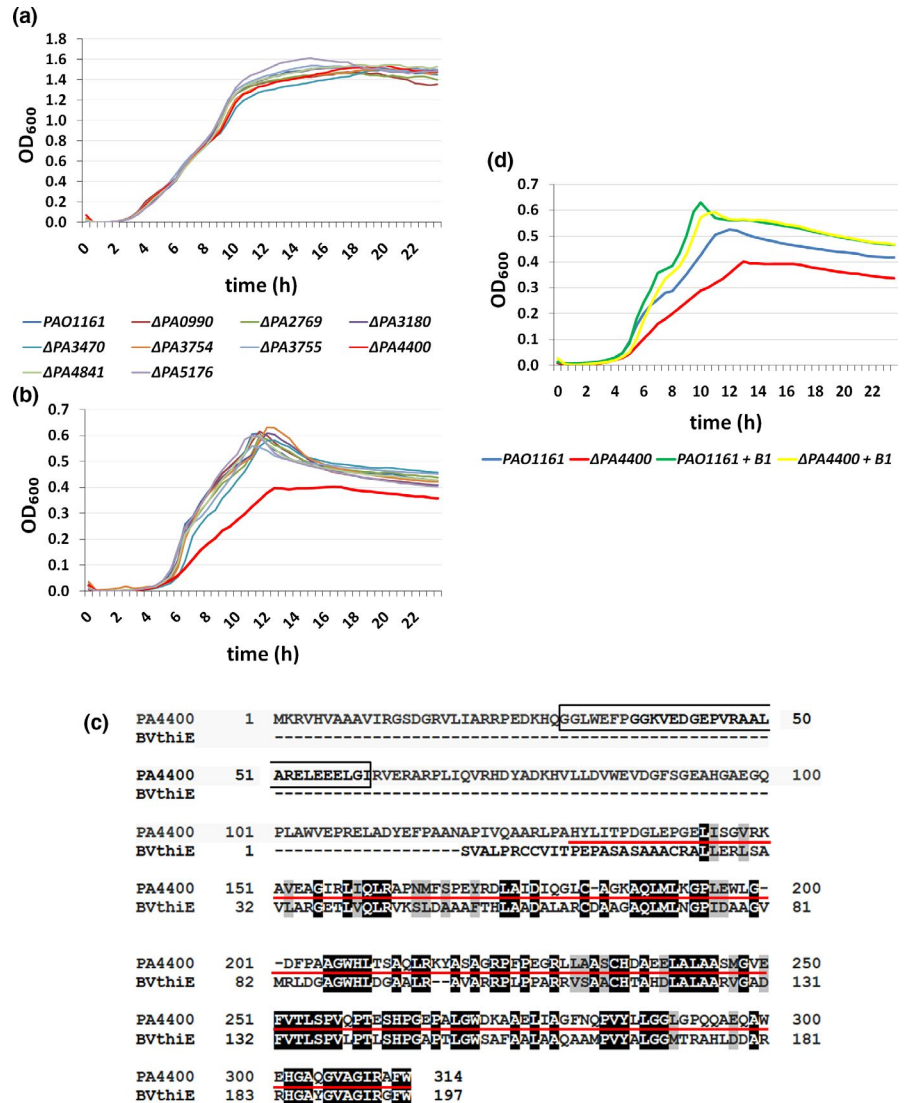 (a)
1.8
1.6
1.4
1.2
1.0
0.8
0.6
0.4
0.2
0.0
OD600
0 2 4 6 8 10 12 14 16 18 20 22
time (h)
PAO1161 ΔPA0990 ΔPA2769 ΔPA3180
ΔPA3470 ΔPA3754 ΔPA3755 ΔPA4400
ΔPA4841 ΔPA5176
(b)
0.7
0.6
0.5
0.4
0.3
0.2
0.1
0.0
OD600
0 2 4 6 8 10 12 14 16 18 20 22
time (h)
(d)
0.7
0.6
0.5
0.4
0.3
0.2
0.1
0.0
OD600
0 2 4 6 8 10 12 14 16 18 20 22
time (h)
PAO1161 ΔPA4400 PAO1161 + B1 ΔPA4400 + B1
(c)
PA4400 1 MKRVHVAAAVIRGSDGRVLIARRPEDKHQGGLWEFPGGKVEDGEPVRAAL 50
BVthiE --------------------------------------------------
PA4400 51 ARELEEELGIRVERARPLIQVRHDYADKHVLLDVWEVDGFSGEAHGAEGQ 100
BVthiE --------------------------------------------------
PA4400 101 PLAWVEPRELADYEFPAANAPIVQAARLPAHYLITPDGLEPGELISGVRK
BVthiE 1 -------------------SVALPRCCVITPEPASASAAACRALLERLSA
PA4400 151 AVEAGIRLIQLRAPNMFSPEYRDLAIDIQGLC-AGKAQLMLKGPLEWLG- 200
BVthiE 32 VLARGETLVQLRVKSLDAAAFTHLAADALARCDAAGAQLMLNGPIDAAGV 81
PA4400 201 -DFPAAGWHLTSAQLRKYASAGRPFPEGRLLAASCHDAEELALAASMGVE 250
BVthiE 82 MRLDGAGWHLDGAALR--AVARRPLPPARRVSAACHTAHDLALAARVGAD 131
PA4400 251 FVTLSPVQPTESHPGEPALGWDKAAELIAGFNQPVYLLGGLGPQQAEQAW 300
BVthiE 132 FVTLSPVLPTLSHPGAPTLGWSAFAALAAQAAMPVYALGGMTRAHLDDAR 181
PA4400 300 EHGAQGVAGIRAFW 314
BVthiE 183 RHGAYGVAGIRGFW 197